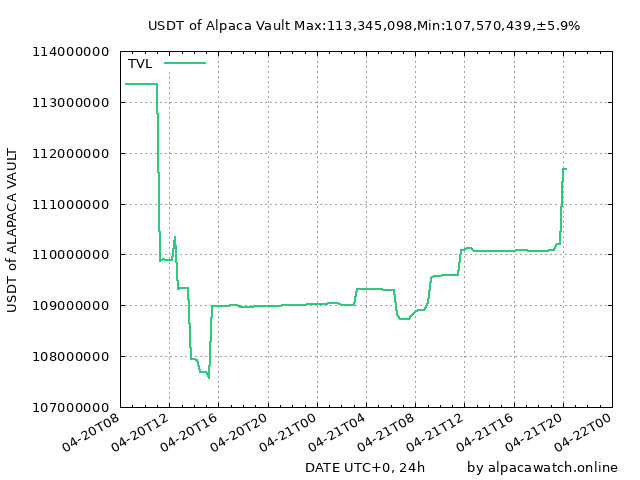 USDT of Alpaca Vault Max:113,345,098,Min:107,570,439,±5.9%
TVL
114000000
113000000
112000000
111000000
110000000
109000000
108000000
107000000
USDT of ALAPACA VAULT
04-20T08
04-20T12
04-20T16
04-20T20
04-21T00
04-21T04
04-21T08
04-21T12
04-21T16
04-21T20
04-22T00
DATE UTC+0, 24h
by alpacawatch.online